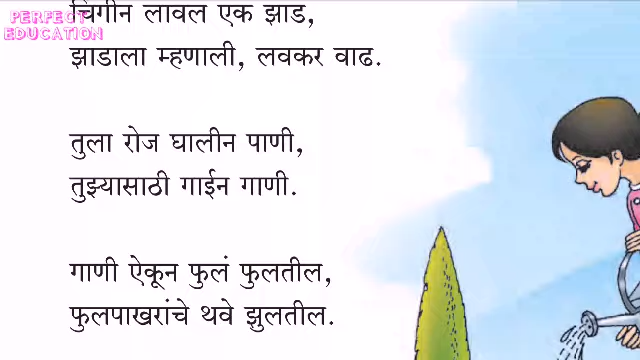 PERFECT
EDUCATION
चिंगीनं लावलं एक झाड,
झाडाला म्हणाली, लवकर वाढ.
तुला रोज घालीन पाणी,
तुझ्यासाठी गाईन गाणी.
गाणी ऐकून फुलं फुलतील,
फुलपाखरांचे थवे झुलतील.